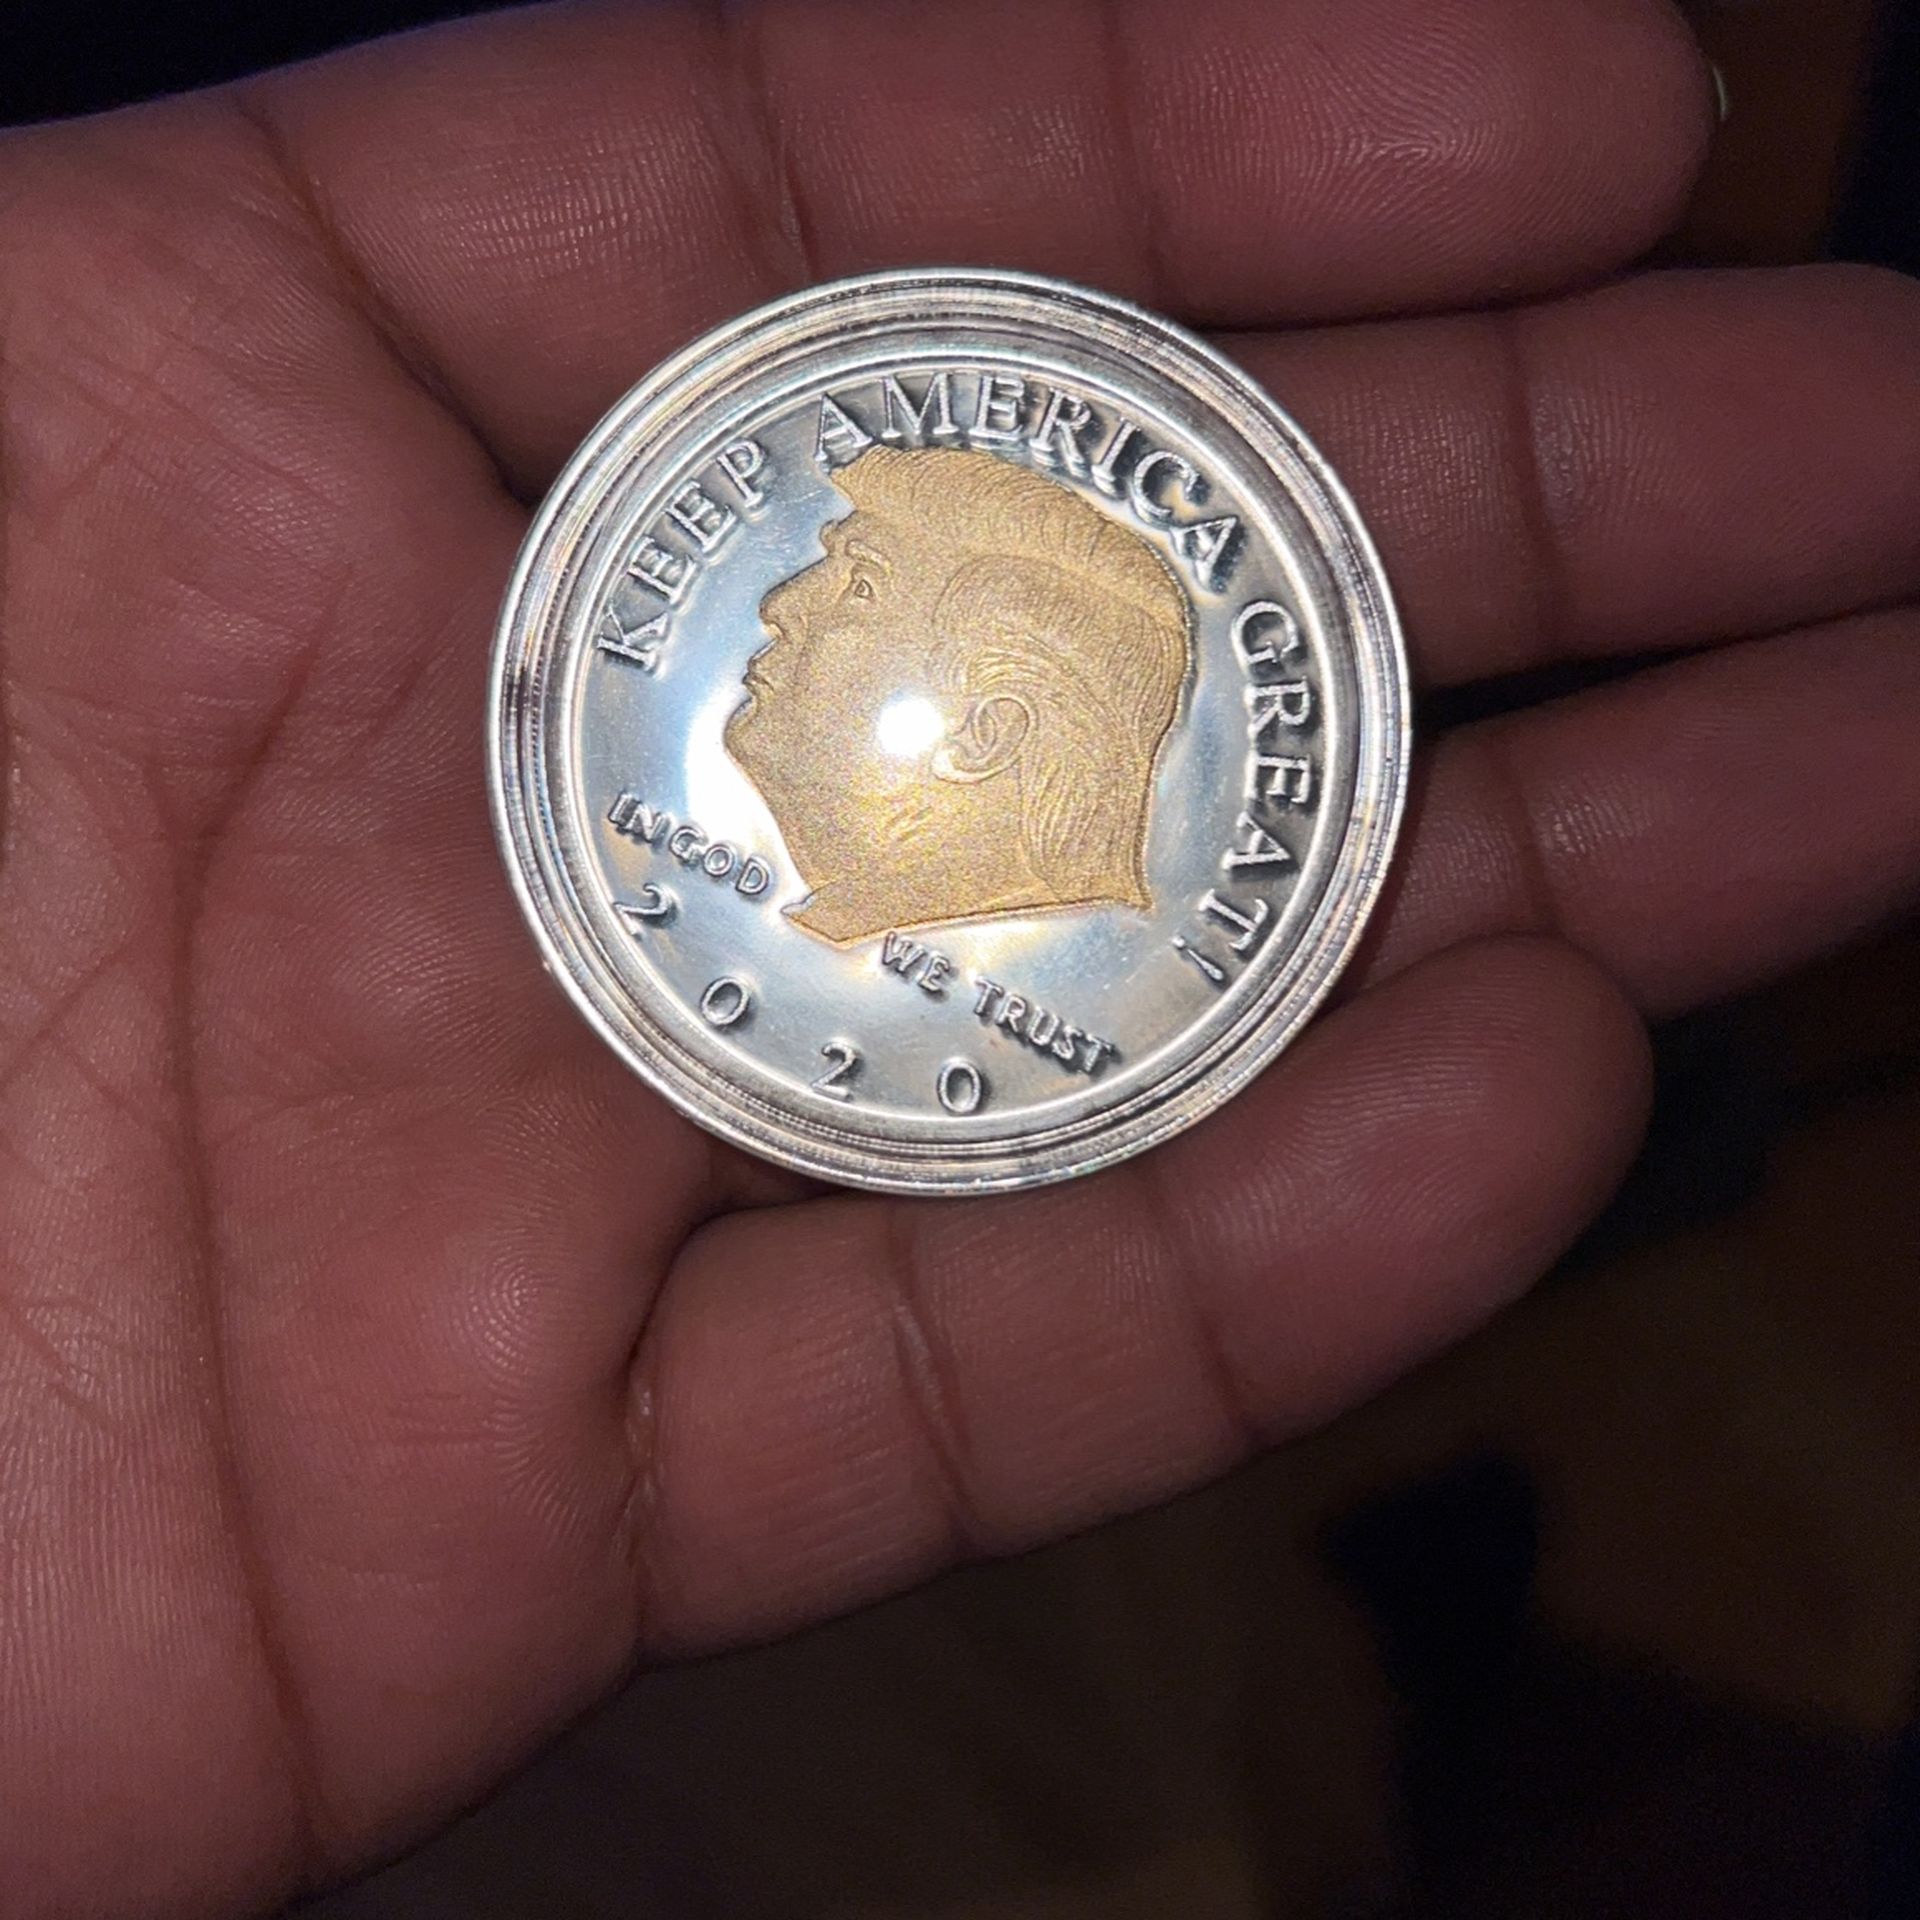 KEEP AMERICA GREAT!
IN GOD
WE TRUST
2020